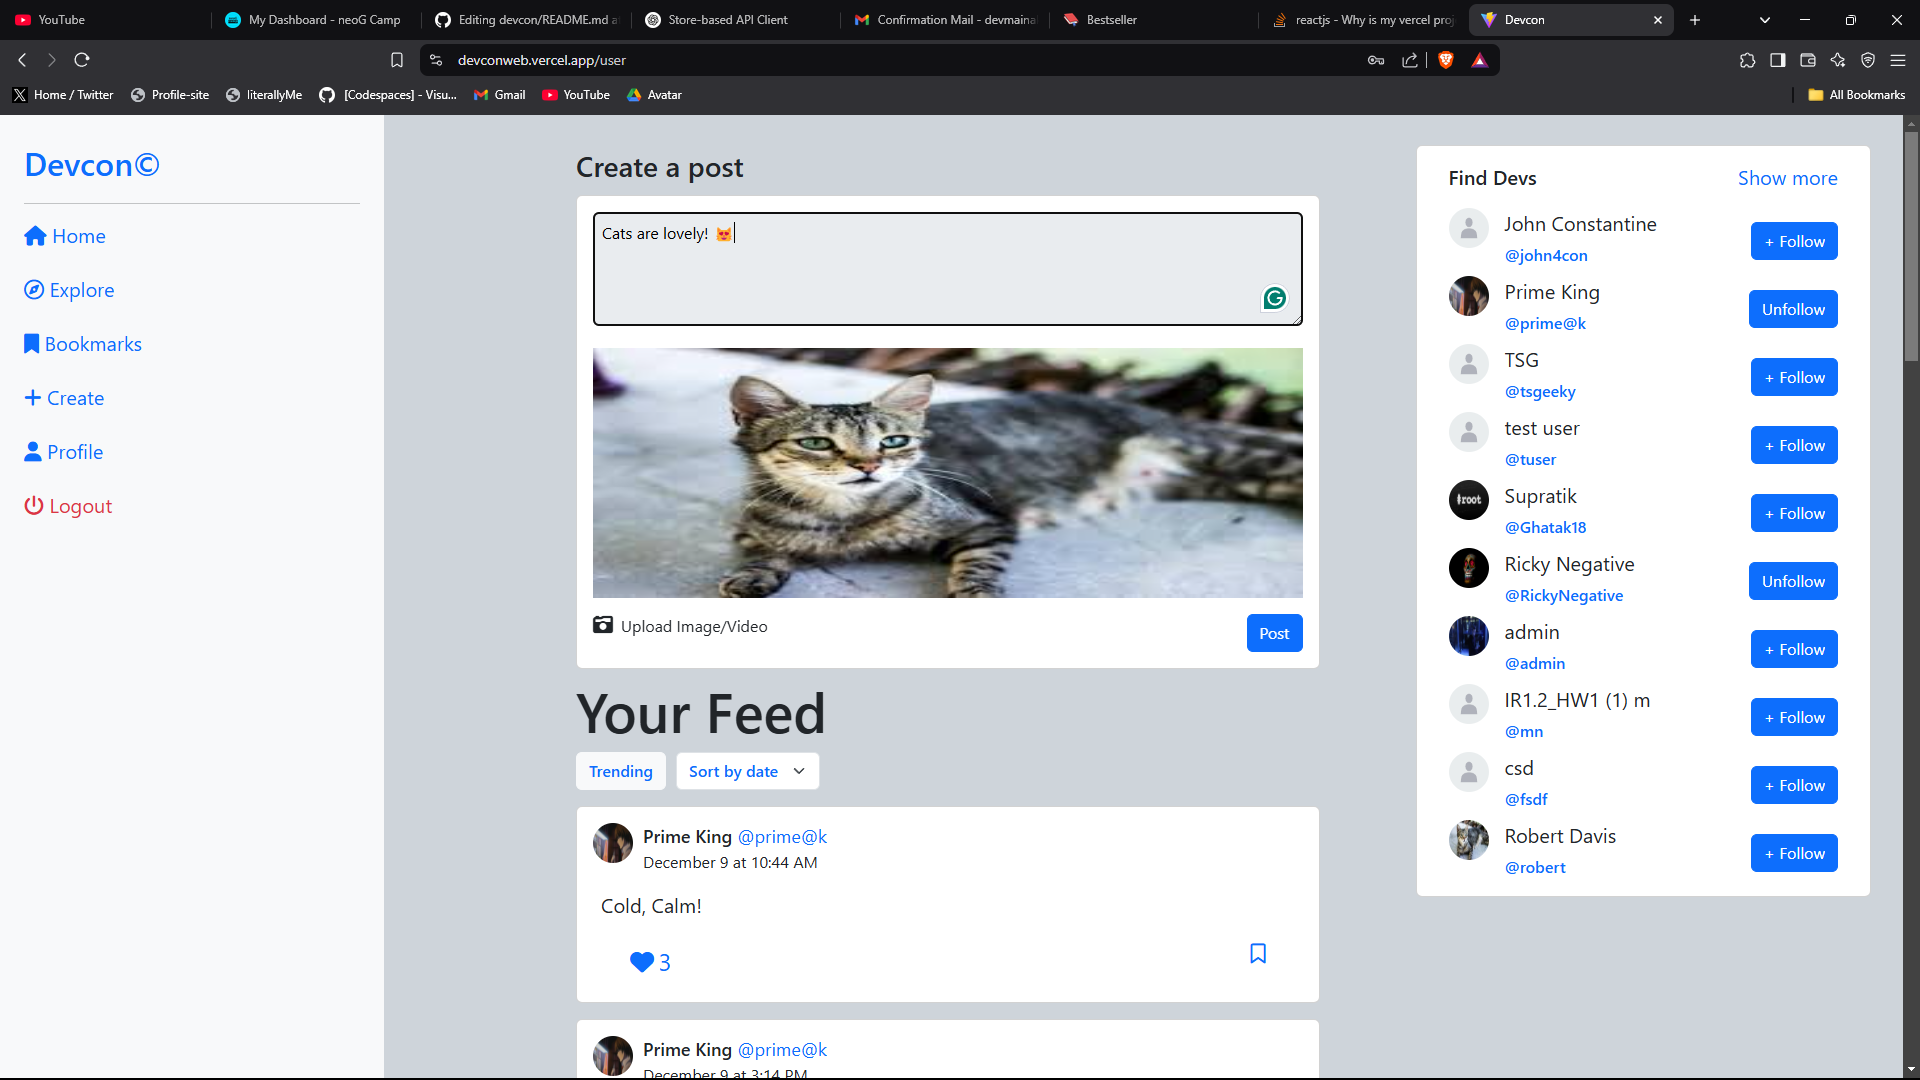 YouTube
My Dashboard - neoG Camp
Editing devcon/README.md a
Store-based API Client
Confirmation Mail - devmaina
Bestseller
reactjs - Why is my vercel proj
Devcon
devconweb.vercel.app/user
Home / Twitter
Profile-site
literallyMe
[Codespaces] - Visu...
Gmail
YouTube
Avatar
All Bookmarks
Devcon©
Home
Explore
Bookmarks
Create
Profile
Logout
Create a post
Cats are lovely! 😻
Upload Image/Video
Post
Your Feed
Trending
Sort by date
Prime King @prime@k
December 9 at 10:44 AM
Cold, Calm!
3
Prime King @prime@k
December 9 at 3:14 PM
Find Devs
Show more
John Constantine
@john4con
+ Follow
Prime King
@prime@k
Unfollow
TSG
@tsgeeky
+ Follow
test user
@tuser
+ Follow
$root
Supratik
@Ghatak18
+ Follow
Ricky Negative
@RickyNegative
Unfollow
admin
@admin
+ Follow
IR1.2_HW1 (1) m
@mn
+ Follow
csd
@fsdf
+ Follow
Robert Davis
@robert
+ Follow